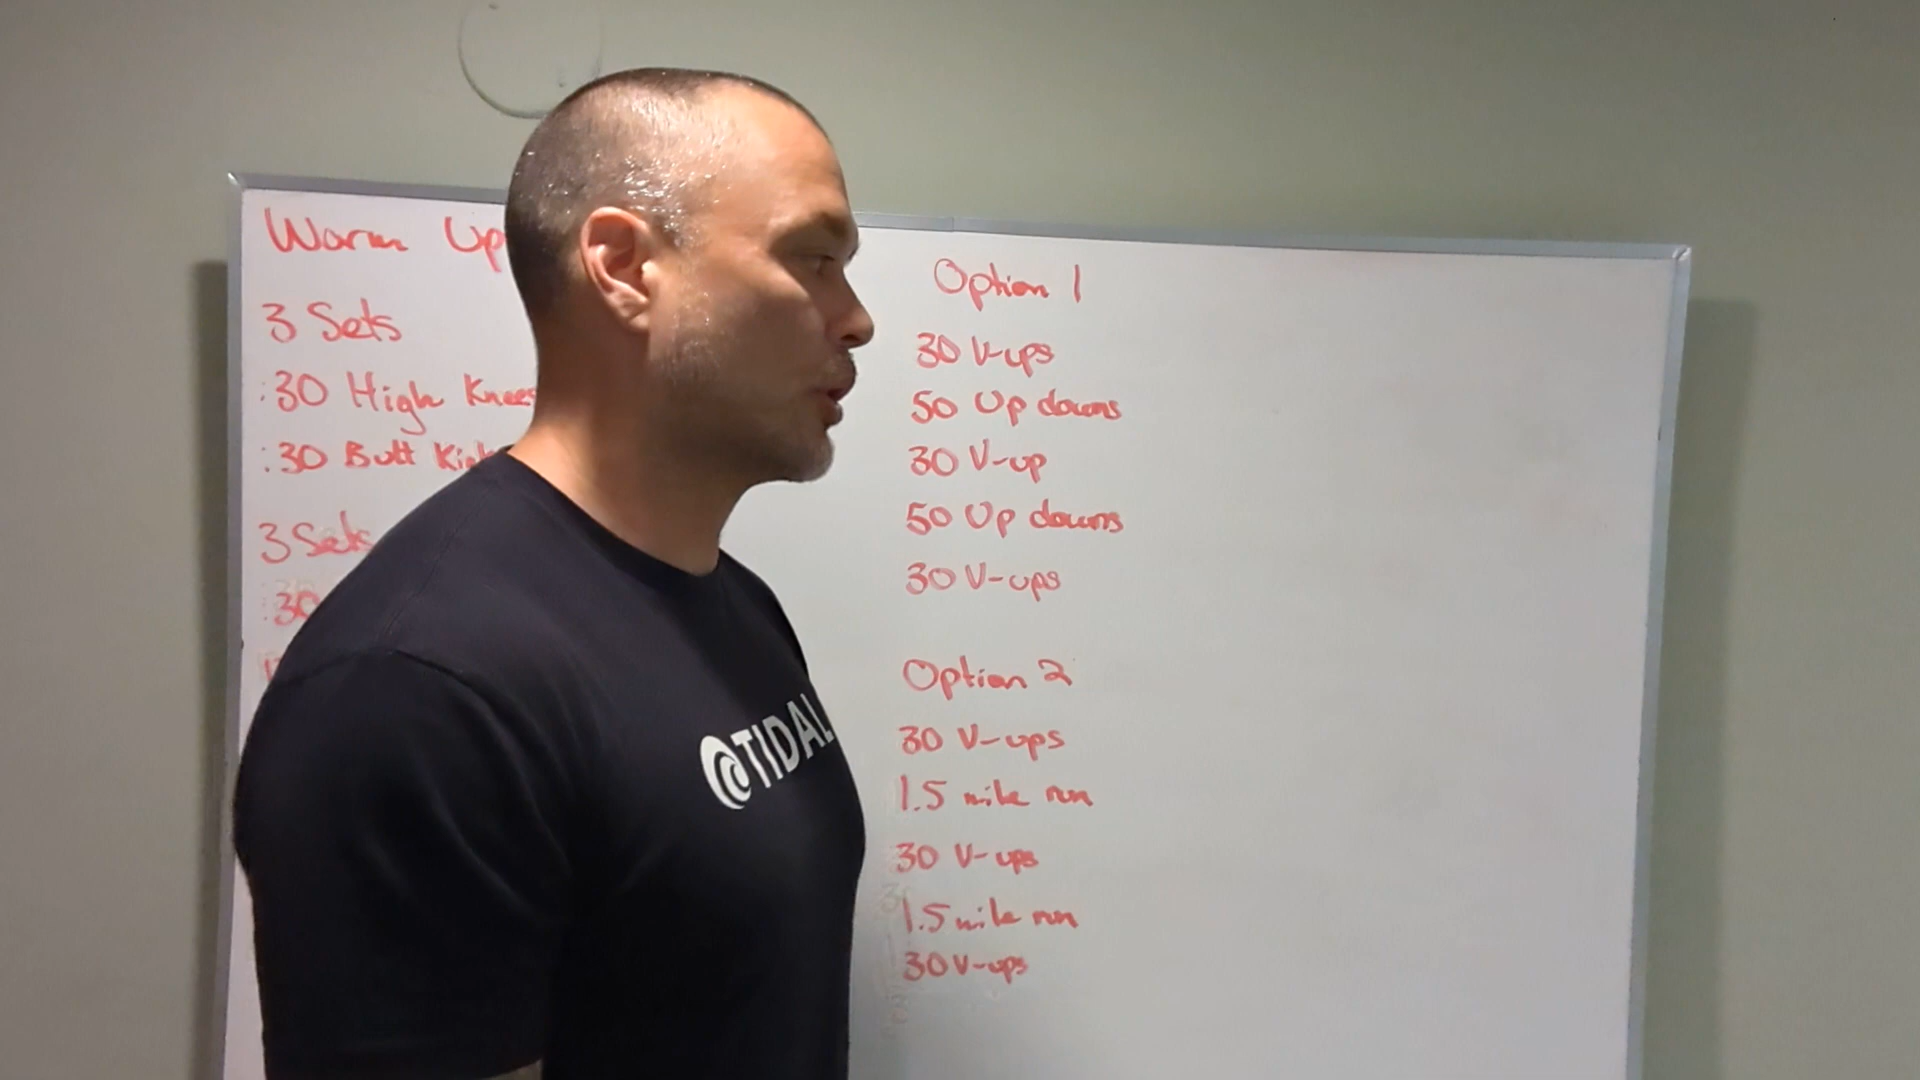 Warm Up
3 Sets
:30 High Knees
:30 Butt
3 Sets
:30
Option 1
30 V-ups
50 Up downs
30 V-up
50 Up downs
30 V-ups
Option 2
30 V-ups
1.5 mile run
30 V-ups
1.5 mile run
30 V-ups
TIDAL